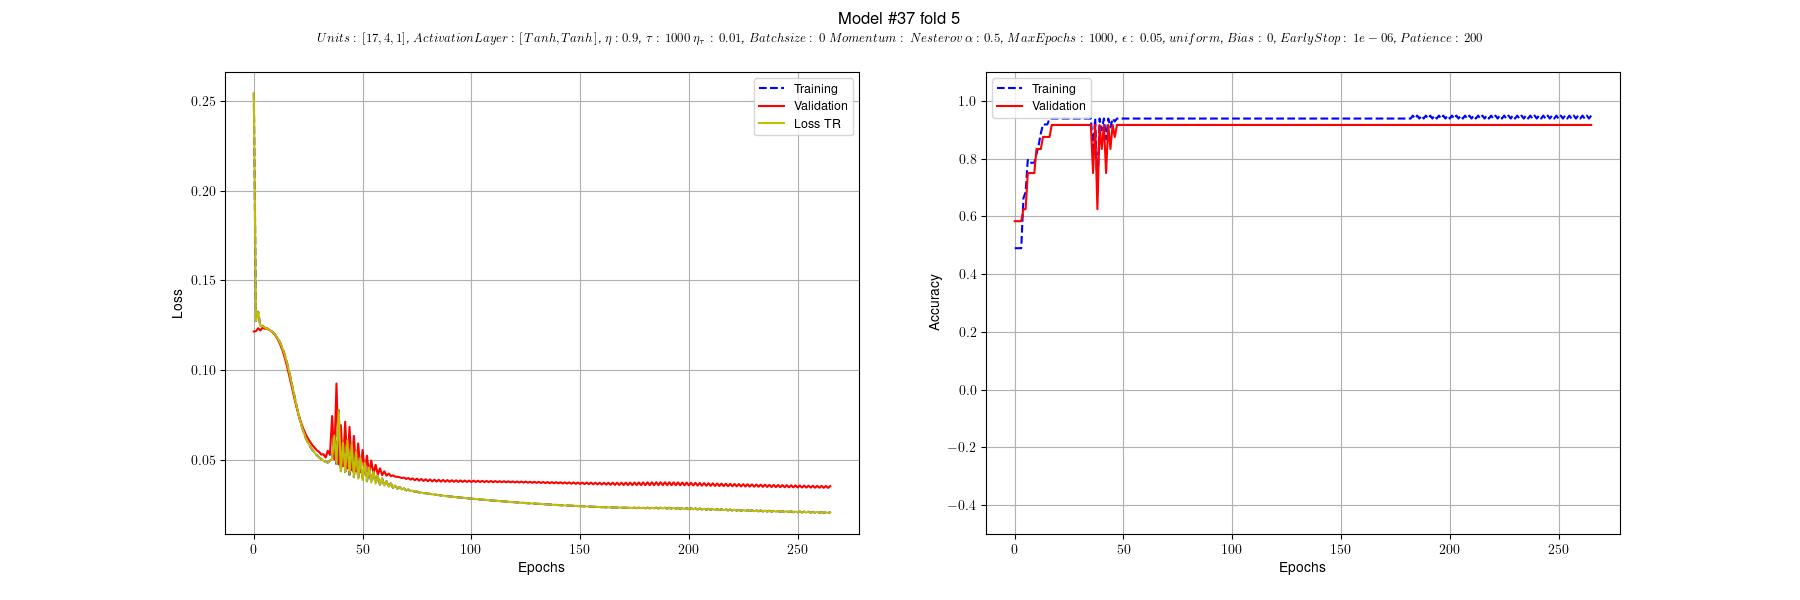 Model #37 fold 5
Units : [17, 4, 1], ActivationLayer : [Tanh, Tanh], η : 0.9, τ : 1000 η_τ : 0.01, Batchsize : 0 Momentum : Nesterov α : 0.5, MaxEpochs : 1000, ϵ : 0.05, uniform, Bias : 0, EarlyStop : 1e − 06, Patience : 200
Loss
0.25
0.20
0.15
0.10
0.05
0 50 100 150 200 250
Epochs
Training
Validation
Loss TR
Accuracy
1.0
0.8
0.6
0.4
0.2
0.0
−0.2
−0.4
0 50 100 150 200 250
Epochs
Training
Validation